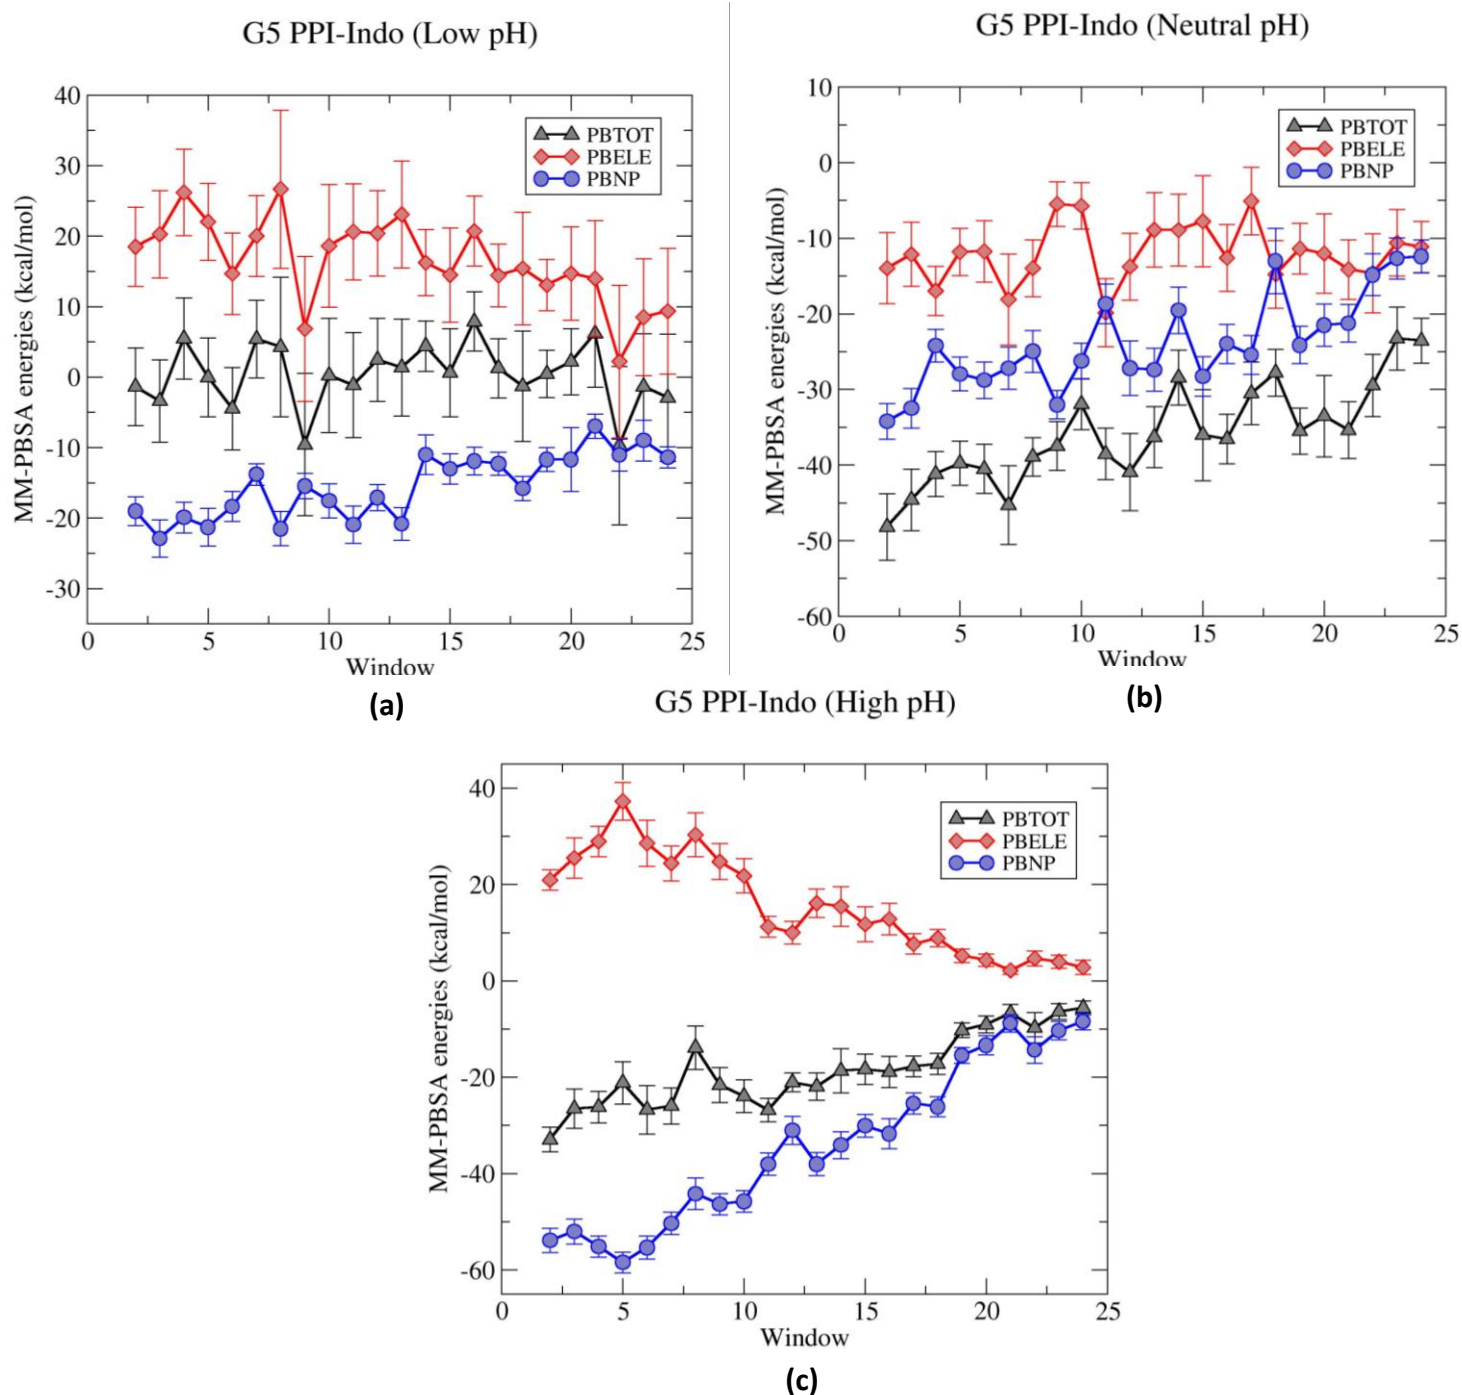 G5 PPI-Indo (Low pH)
40
30
20
10
0
-10
-20
-30
MM-PBSA energies (kcal/mol)
PBTOT
PBELE
PBNP
0 5 10 15 20 25
Window
(a)
G5 PPI-Indo (Neutral pH)
10
0
-10
-20
-30
-40
-50
-60
MM-PBSA energies (kcal/mol)
PBTOT
PBELE
PBNP
0 5 10 15 20 25
Window
(b)
G5 PPI-Indo (High pH)
40
20
0
-20
-40
-60
MM-PBSA energies (kcal/mol)
PBTOT
PBELE
PBNP
0 5 10 15 20 25
Window
(c)